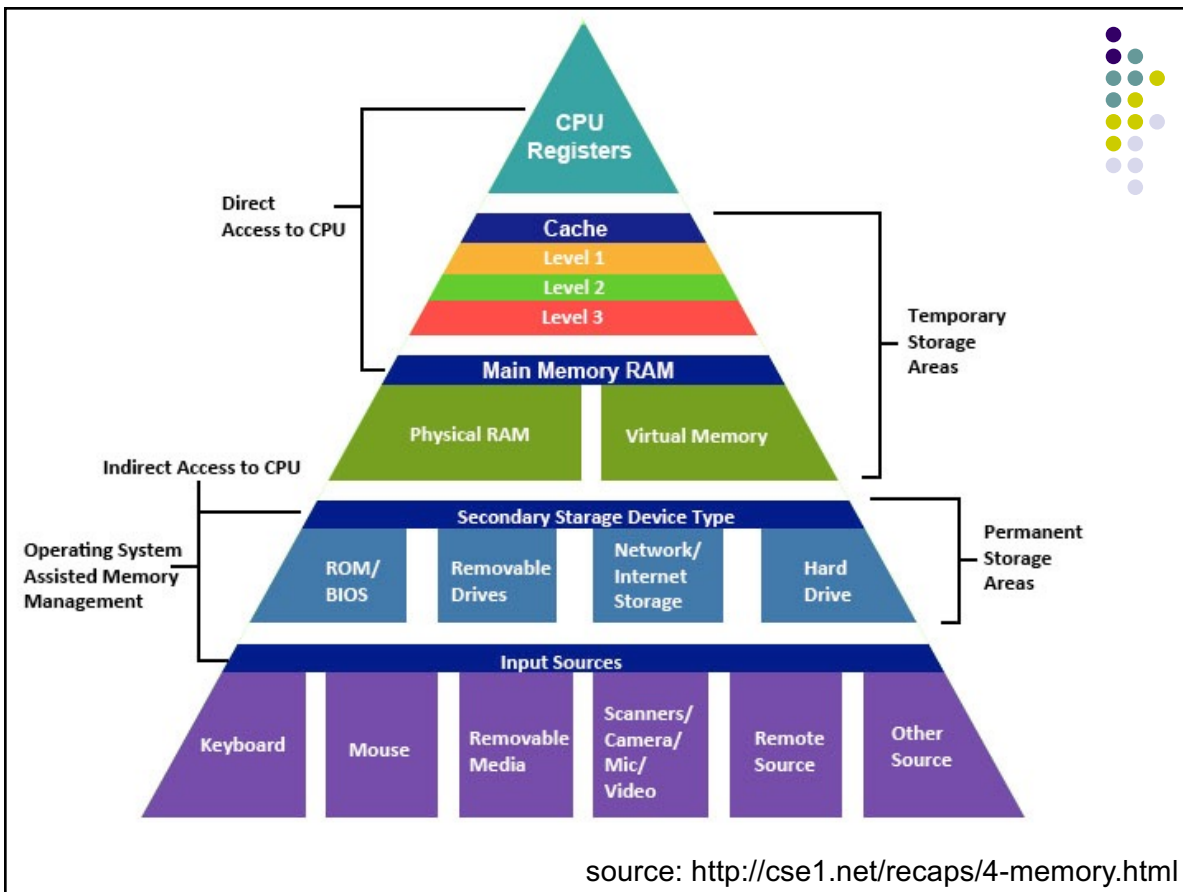 CPU
Registers
Direct
Access to CPU
Cache
Level 1
Level 2
Level 3
Temporary
Storage
Areas
Main Memory RAM
Physical RAM
Virtual Memory
Indirect Access to CPU
Operating System
Assisted Memory
Management
Secondary Starage Device Type
ROM/
BIOS
Removable
Drives
Network/
Internet
Storage
Hard
Drive
Permanent
Storage
Areas
Input Sources
Keyboard
Mouse
Removable
Media
Scanners/
Camera/
Mic/
Video
Remote
Source
Other
Source
source: http://cse1.net/recaps/4-memory.html